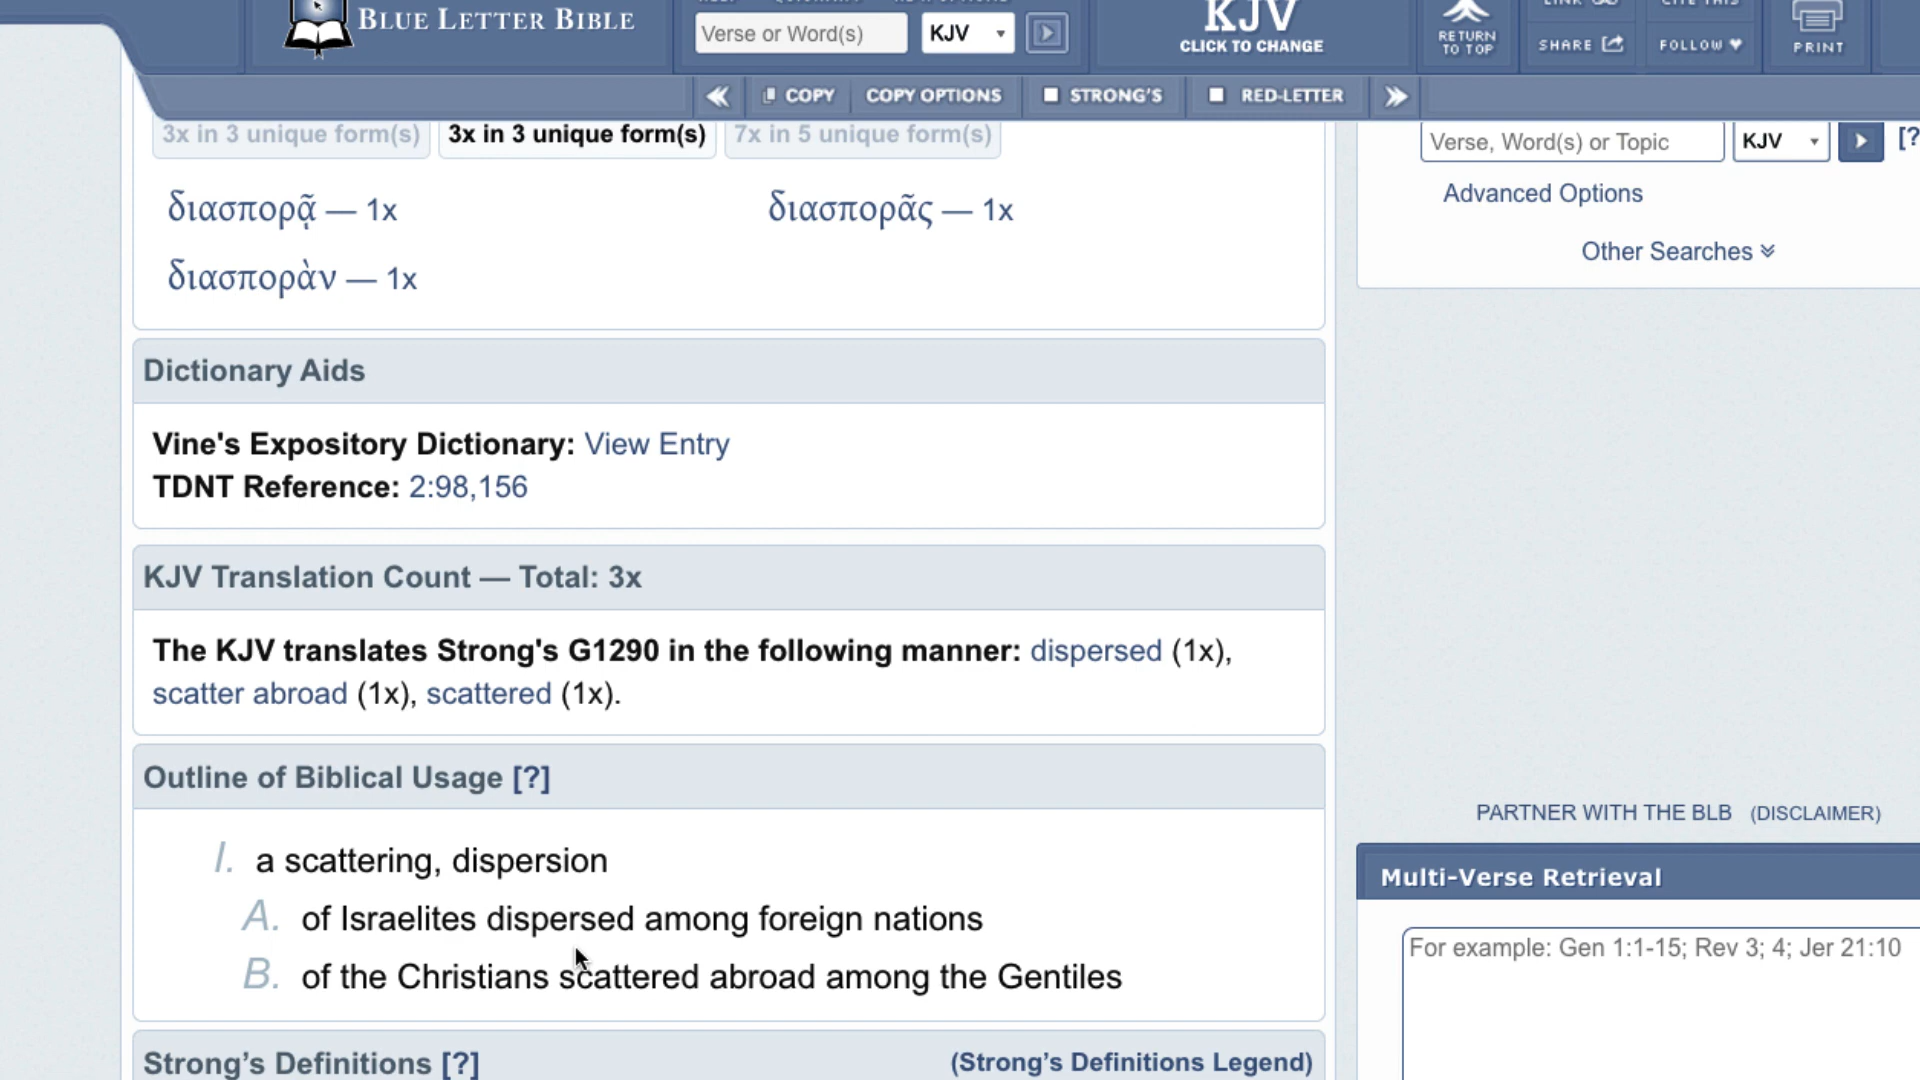 BLUE LETTER BIBLE
Verse or Word(s)
KJV
KJV
CLICK TO CHANGE
RETURN
TO TOP
SHARE
FOLLOW
PRINT
COPY
COPY OPTIONS
STRONG'S
RED-LETTER
3x in 3 unique form(s)
3x in 3 unique form(s)
7x in 5 unique form(s)
διασπορᾷ — 1x
διασπορᾶς — 1x
διασπορὰν — 1x
Dictionary Aids
Vine's Expository Dictionary: View Entry
TDNT Reference: 2:98,156
KJV Translation Count — Total: 3x
The KJV translates Strong's G1290 in the following manner: dispersed (1x),
scatter abroad (1x), scattered (1x).
Outline of Biblical Usage [?]
I. a scattering, dispersion
A. of Israelites dispersed among foreign nations
B. of the Christians scattered abroad among the Gentiles
Strong’s Definitions [?]
(Strong’s Definitions Legend)
Verse, Word(s) or Topic
KJV
[?
Advanced Options
Other Searches
PARTNER WITH THE BLB (DISCLAIMER)
Multi-Verse Retrieval
For example: Gen 1:1-15; Rev 3; 4; Jer 21:10